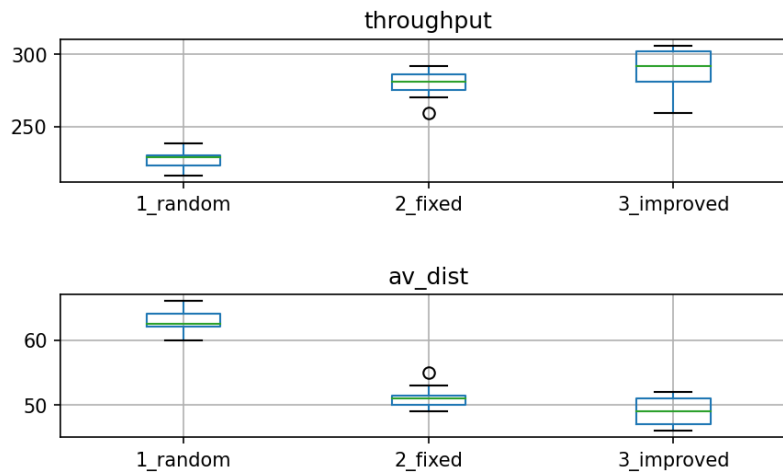 throughput
300
250
1_random 2_fixed 3_improved
av_dist
60
50
1_random 2_fixed 3_improved